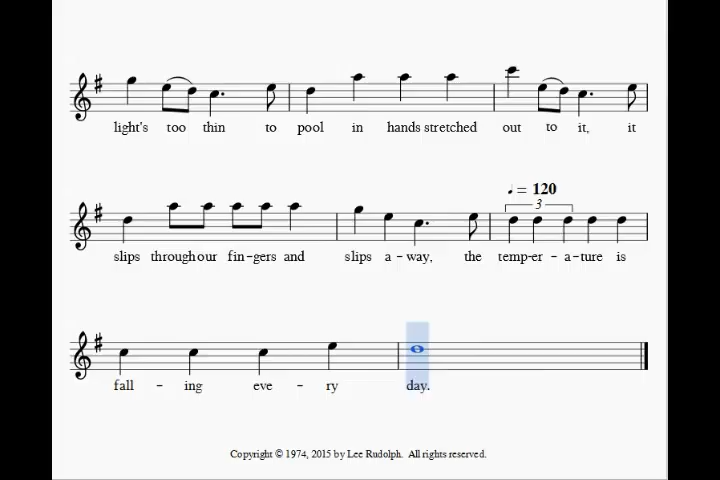 light's too thin to pool in hands stretched out to it, it
♩. = 120
3
slips through our fin-gers and slips a-way, the temp-er-a-ture is
fall - ing eve - ry day.
Copyright © 1974, 2015 by Lee Rudolph. All rights reserved.